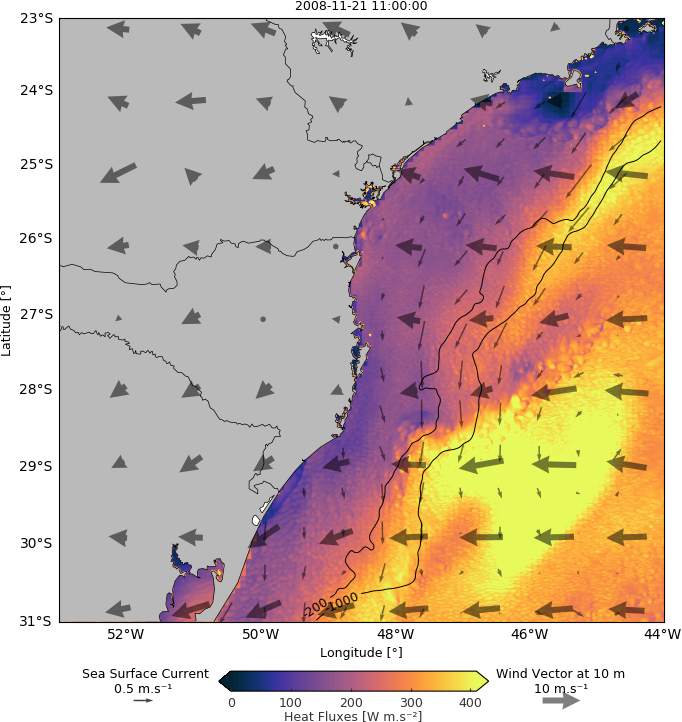 2008-11-21 11:00:00
23°S
24°S
25°S
26°S
27°S
28°S
29°S
30°S
31°S
Latitude [°]
-200
-1000
52°W 50°W 48°W 46°W 44°W
Longitude [°]
Sea Surface Current
0.5 m.s⁻¹
0 100 200 300 400
Heat Fluxes [W m.s⁻²]
Wind Vector at 10 m
10 m.s⁻¹